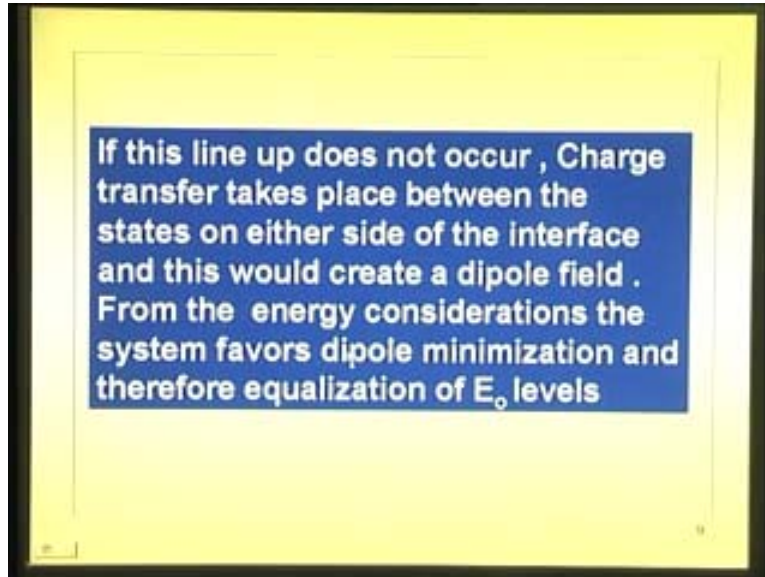 If this line up does not occur , Charge
transfer takes place between the
states on either side of the interface
and this would create a dipole field .
From the energy considerations the
system favors dipole minimization and
therefore equalization of Eₒ levels